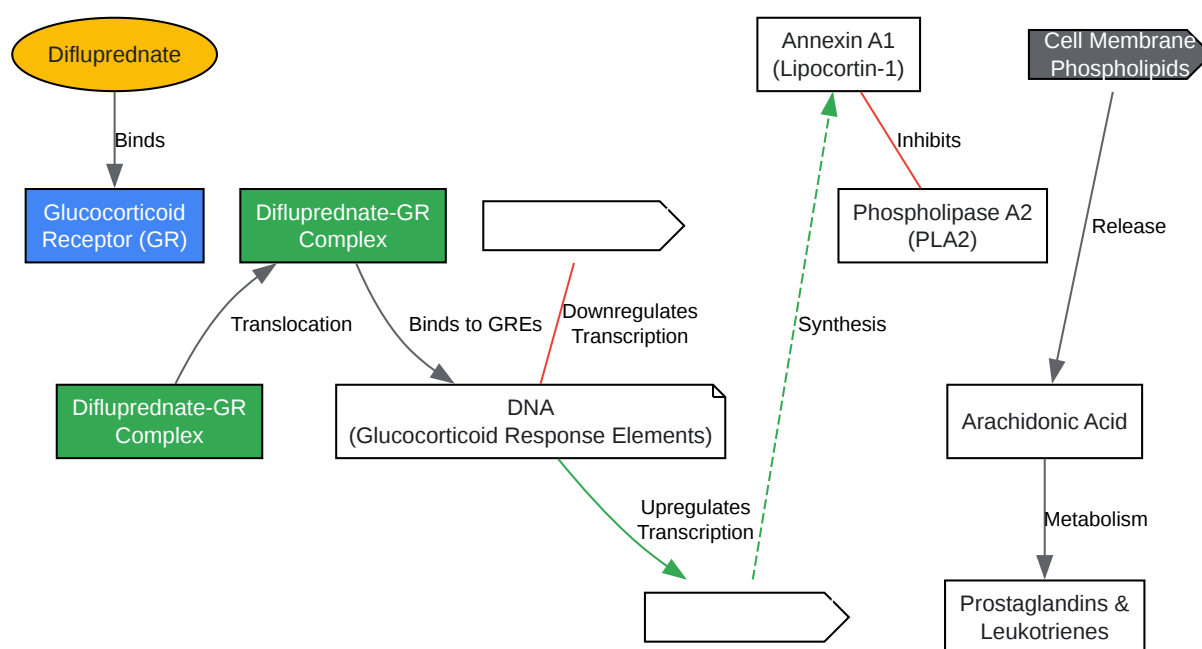 Difluprednate
Annexin A1
(Lipocortin-1)
Cell Membrane
Phospholipids
Binds
Inhibits
Glucocorticoid
Receptor (GR)
Difluprednate-GR
Complex
Phospholipase A2
(PLA2)
Release
Translocation
Binds to GREs
Downregulates
Transcription
Synthesis
Difluprednate-GR
Complex
DNA
(Glucocorticoid Response Elements)
Arachidonic Acid
Upregulates
Transcription
Metabolism
Prostaglandins &
Leukotrienes